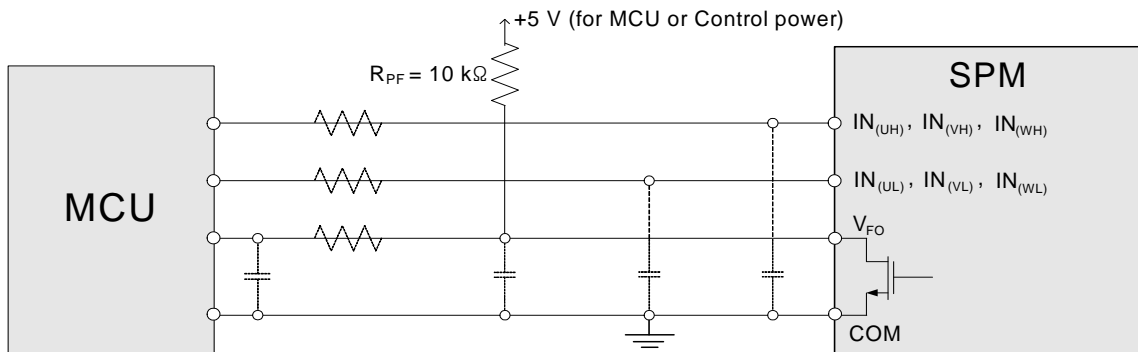 +5 V (for MCU or Control power)
R_PF = 10 kΩ
SPM
MCU
IN_(UH), IN_(VH), IN_(WH)
IN_(UL), IN_(VL), IN_(WL)
V_FO
COM